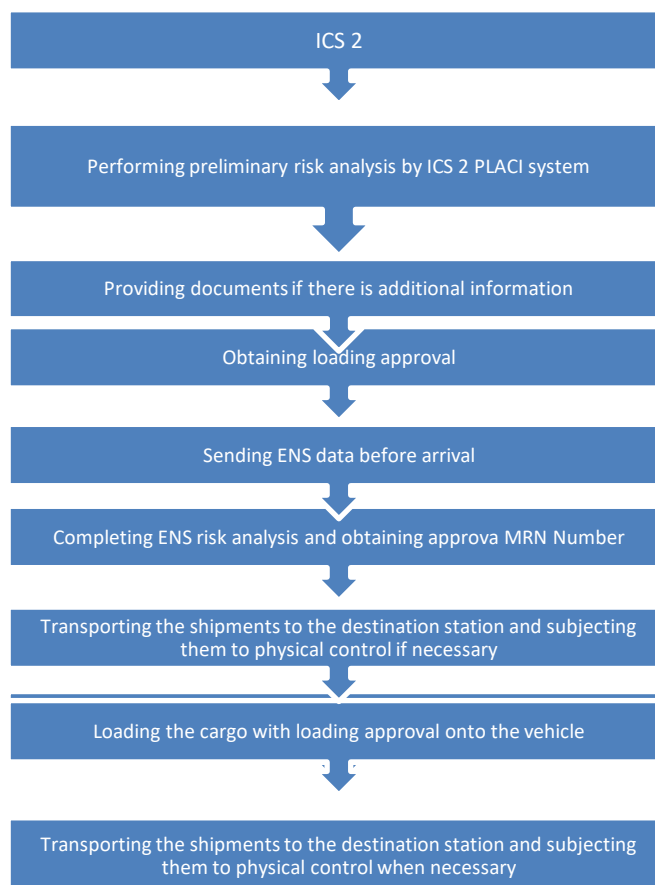 ICS 2
Performing preliminary risk analysis by ICS 2 PLACI system
Providing documents if there is additional information
Obtaining loading approval
Sending ENS data before arrival
Completing ENS risk analysis and obtaining approva MRN Number
Transporting the shipments to the destination station and subjecting
them to physical control if necessary
Loading the cargo with loading approval onto the vehicle
Transporting the shipments to the destination station and subjecting
them to physical control when necessary